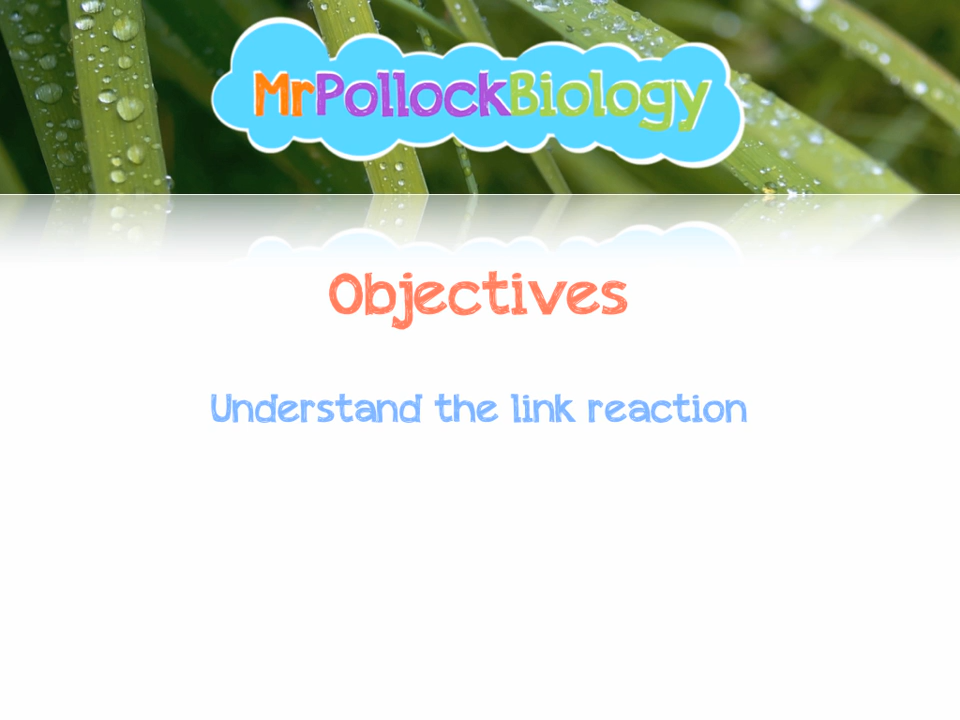 MrPollockBiology
Objectives
Understand the link reaction